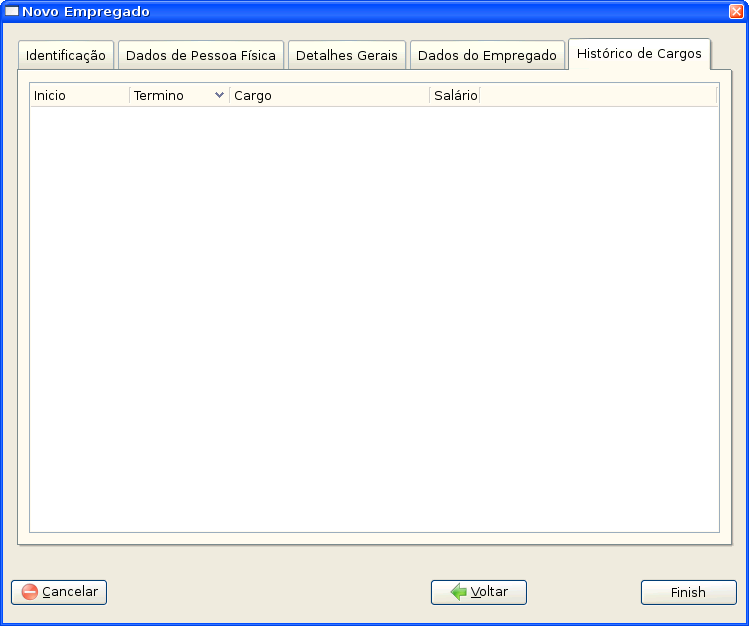 Novo Empregado
Identificação Dados de Pessoa Física Detalhes Gerais Dados do Empregado Histórico de Cargos
Inicio Termino Cargo Salário
Cancelar Voltar Finish